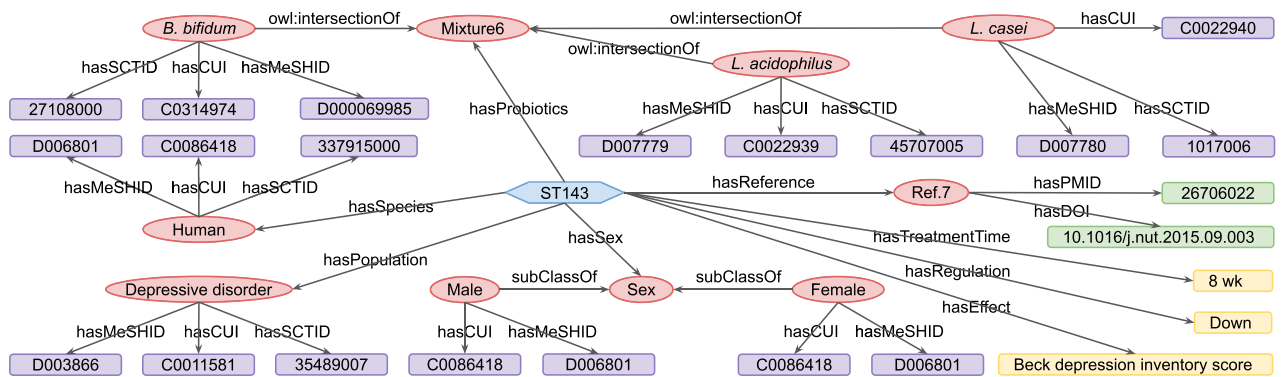 B. bifidum
owl:intersectionOf
Mixture6
owl:intersectionOf
L. casei
hasCUI
C0022940
owl:intersectionOf
L. acidophilus
hasSCTID
hasCUI
hasMeSHID
27108000
C0314974
D000069985
hasProbiotics
hasMeSHID
hasCUI
hasSCTID
hasMeSHID
hasSCTID
D006801
C0086418
337915000
D007779
C0022939
45707005
D007780
1017006
hasMeSHID
hasCUI
hasSCTID
ST143
hasReference
Ref.7
hasPMID
26706022
hasSpecies
hasDOI
Human
hasSex
hasTreatmentTime
10.1016/j.nut.2015.09.003
hasPopulation
hasRegulation
8 wk
Depressive disorder
Male
subClassOf
Sex
subClassOf
Female
hasEffect
Down
hasMeSHID
hasCUI
hasSCTID
hasCUI
hasMeSHID
hasCUI
hasMeSHID
D003866
C0011581
35489007
C0086418
D006801
C0086418
D006801
Beck depression inventory score